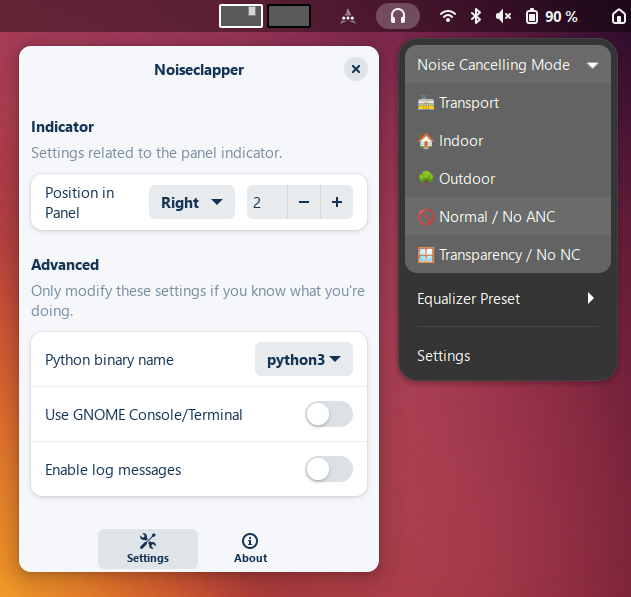 90 %
Noiseclapper
Indicator
Settings related to the panel indicator.
Position in
Panel
Right
2
Advanced
Only modify these settings if you know what you're
doing.
Python binary name
python3
Use GNOME Console/Terminal
Enable log messages
Settings
About
Noise Cancelling Mode
Transport
Indoor
Outdoor
Normal / No ANC
Transparency / No NC
Equalizer Preset
Settings